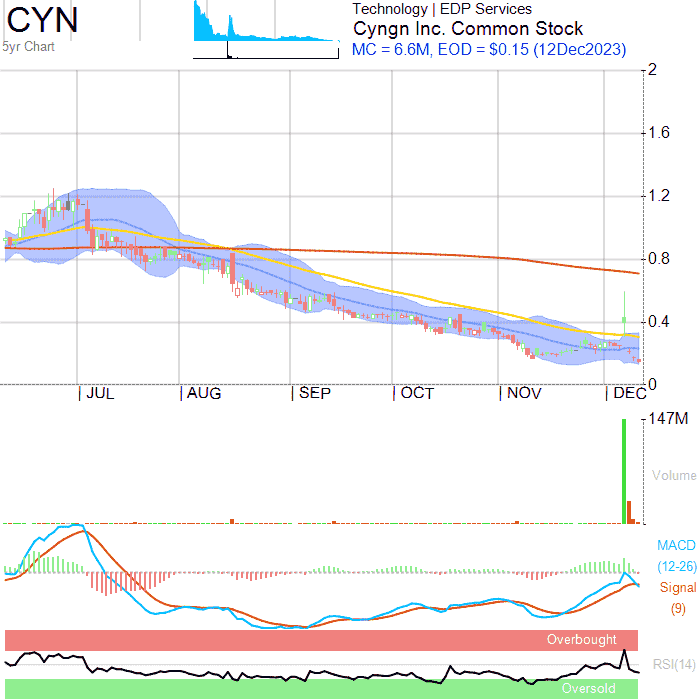 CYN
5yr Chart
Technology | EDP Services
Cyngn Inc. Common Stock
MC = 6.6M, EOD = $0.15 (12Dec2023)
2
1.6
1.2
0.8
0.4
0
JUL
AUG
SEP
OCT
NOV
DEC
147M
Volume
MACD
(12-26)
Signal
(9)
Overbought
RSI(14)
Oversold